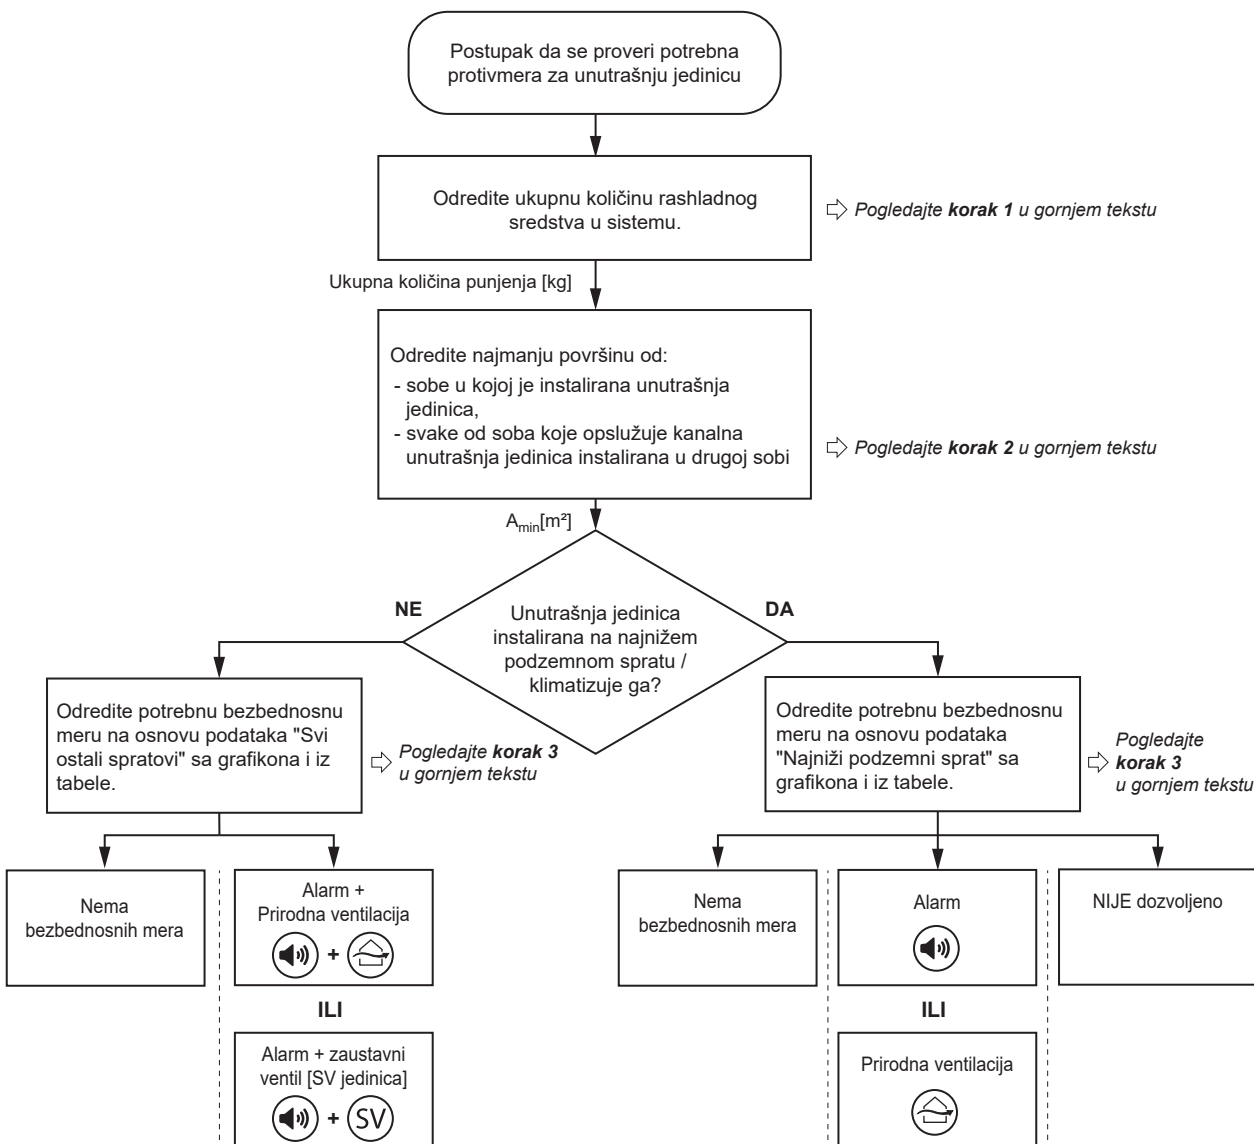 Postupak da se proveri potrebna
protivmera za unutrašnju jedinicu
Odredite ukupnu količinu rashladnog
sredstva u sistemu.
Pogledajte korak 1 u gornjem tekstu
Ukupna količina punjenja [kg]
Odredite najmanju površinu od:
- sobe u kojoj je instalirana unutrašnja
jedinica,
- svake od soba koje opslužuje kanalna
unutrašnja jedinica instalirana u drugoj sobi
Pogledajte korak 2 u gornjem tekstu
Amin[m²]
NE
Unutrašnja jedinica
instalirana na najnižem
podzemnom spratu /
klimatizuje ga?
DA
Odredite potrebnu bezbednosnu
meru na osnovu podataka "Svi
ostali spratovi" sa grafikona i iz
tabele.
Pogledajte korak 3
u gornjem tekstu
Odredite potrebnu bezbednosnu
meru na osnovu podataka
"Najniži podzemni sprat" sa
grafikona i iz tabele.
Pogledajte
korak 3
u gornjem tekstu
Nema
bezbednosnih mera
Alarm +
Prirodna ventilacija
+
ILI
Alarm + zaustavni
ventil [SV jedinica]
+ SV
Nema
bezbednosnih mera
Alarm
ILI
Prirodna ventilacija
NIJE dozvoljeno